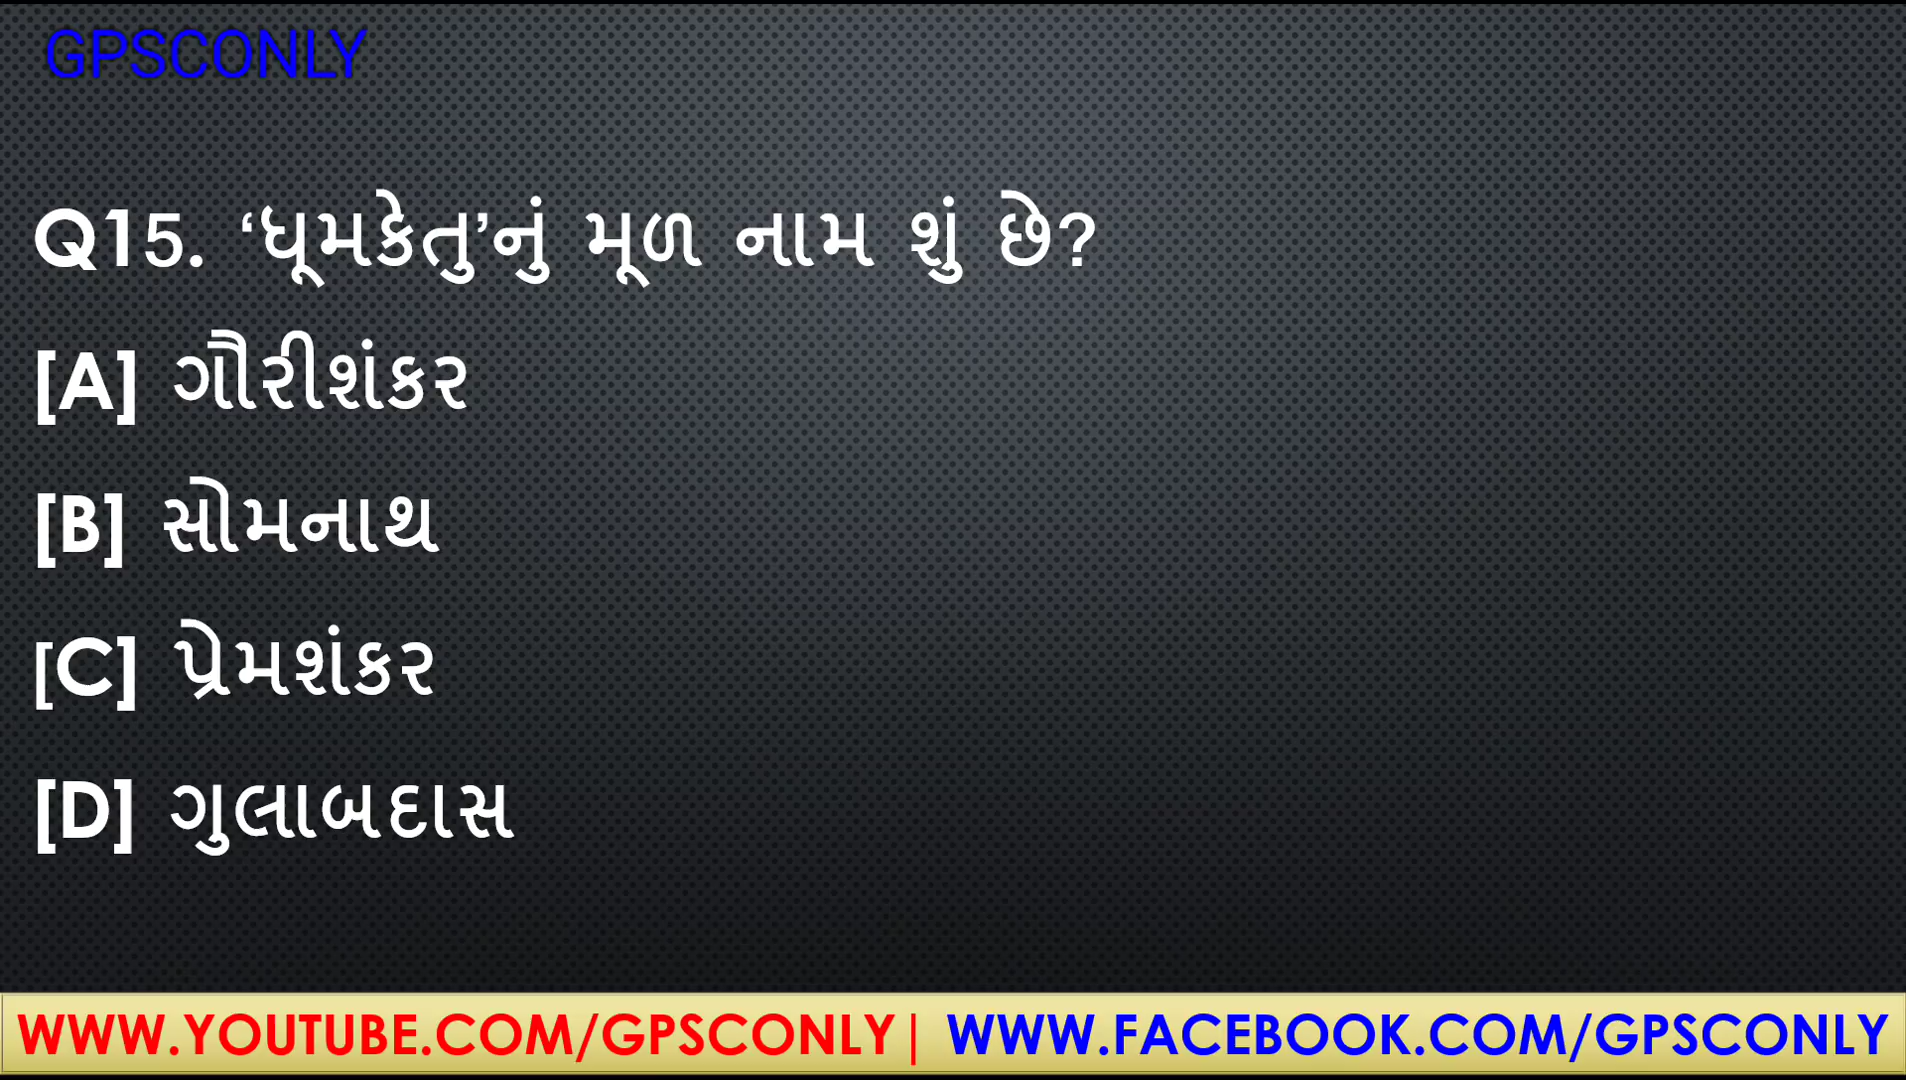 GPSCONLY
Q15. ‘ધૂમકેતુ’નું મૂળ નામ શું છે?
[A] ગૌરીશંકર
[B] સોમનાથ
[C] પ્રેમશંકર
[D] ગુલાબદાસ
WWW.YOUTUBE.COM/GPSCONLY| WWW.FACEBOOK.COM/GPSCONLY